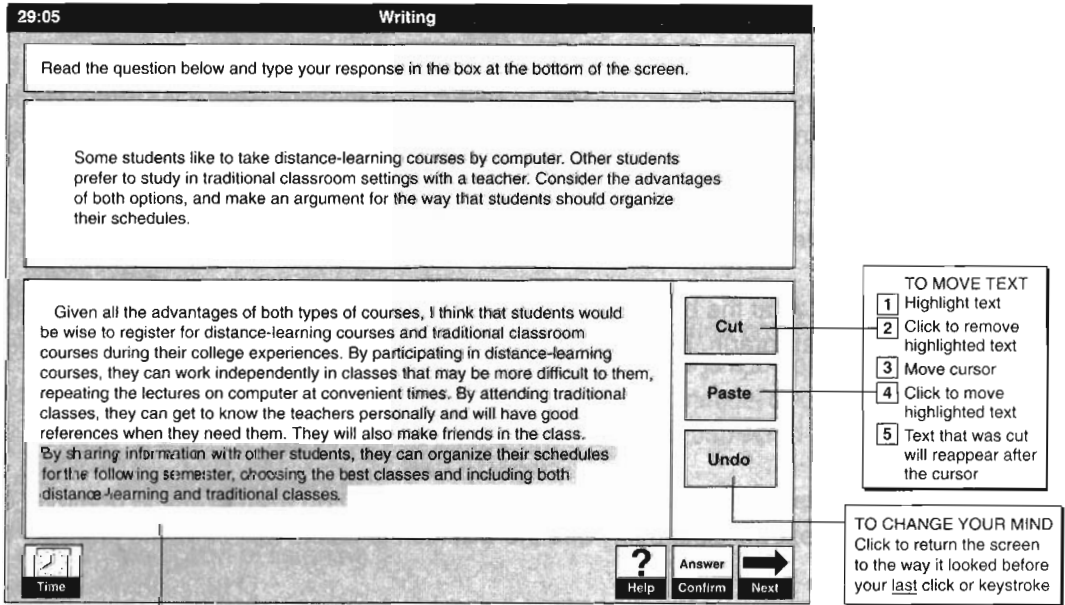 29:05 Writing
Read the question below and type your response in the box at the bottom of the screen.
Some students like to take distance-learning courses by computer. Other students
prefer to study in traditional classroom settings with a teacher. Consider the advantages
of both options, and make an argument for the way that students should organize
their schedules.
Given all the advantages of both types of courses, I think that students would
be wise to register for distance-learning courses and traditional classroom
courses during their college experiences. By participating in distance-learning
courses, they can work independently in classes that may be more difficult to them,
repeating the lectures on computer at convenient times. By attending traditional
classes, they can get to know the teachers personally and will have good
references when they need them. They will also make friends in the class.
By sharing information with other students, they can organize their schedules
for the following semester, choosing the best classes and including both
distance-learning and traditional classes.
Cut
Paste
Undo
TO MOVE TEXT
1 Highlight text
2 Click to remove
highlighted text
3 Move cursor
4 Click to move
highlighted text
5 Text that was cut
will reappear after
the cursor
TO CHANGE YOUR MIND
Click to return the screen
to the way it looked before
your last click or keystroke
Time
? Help
Answer Confirm
Next